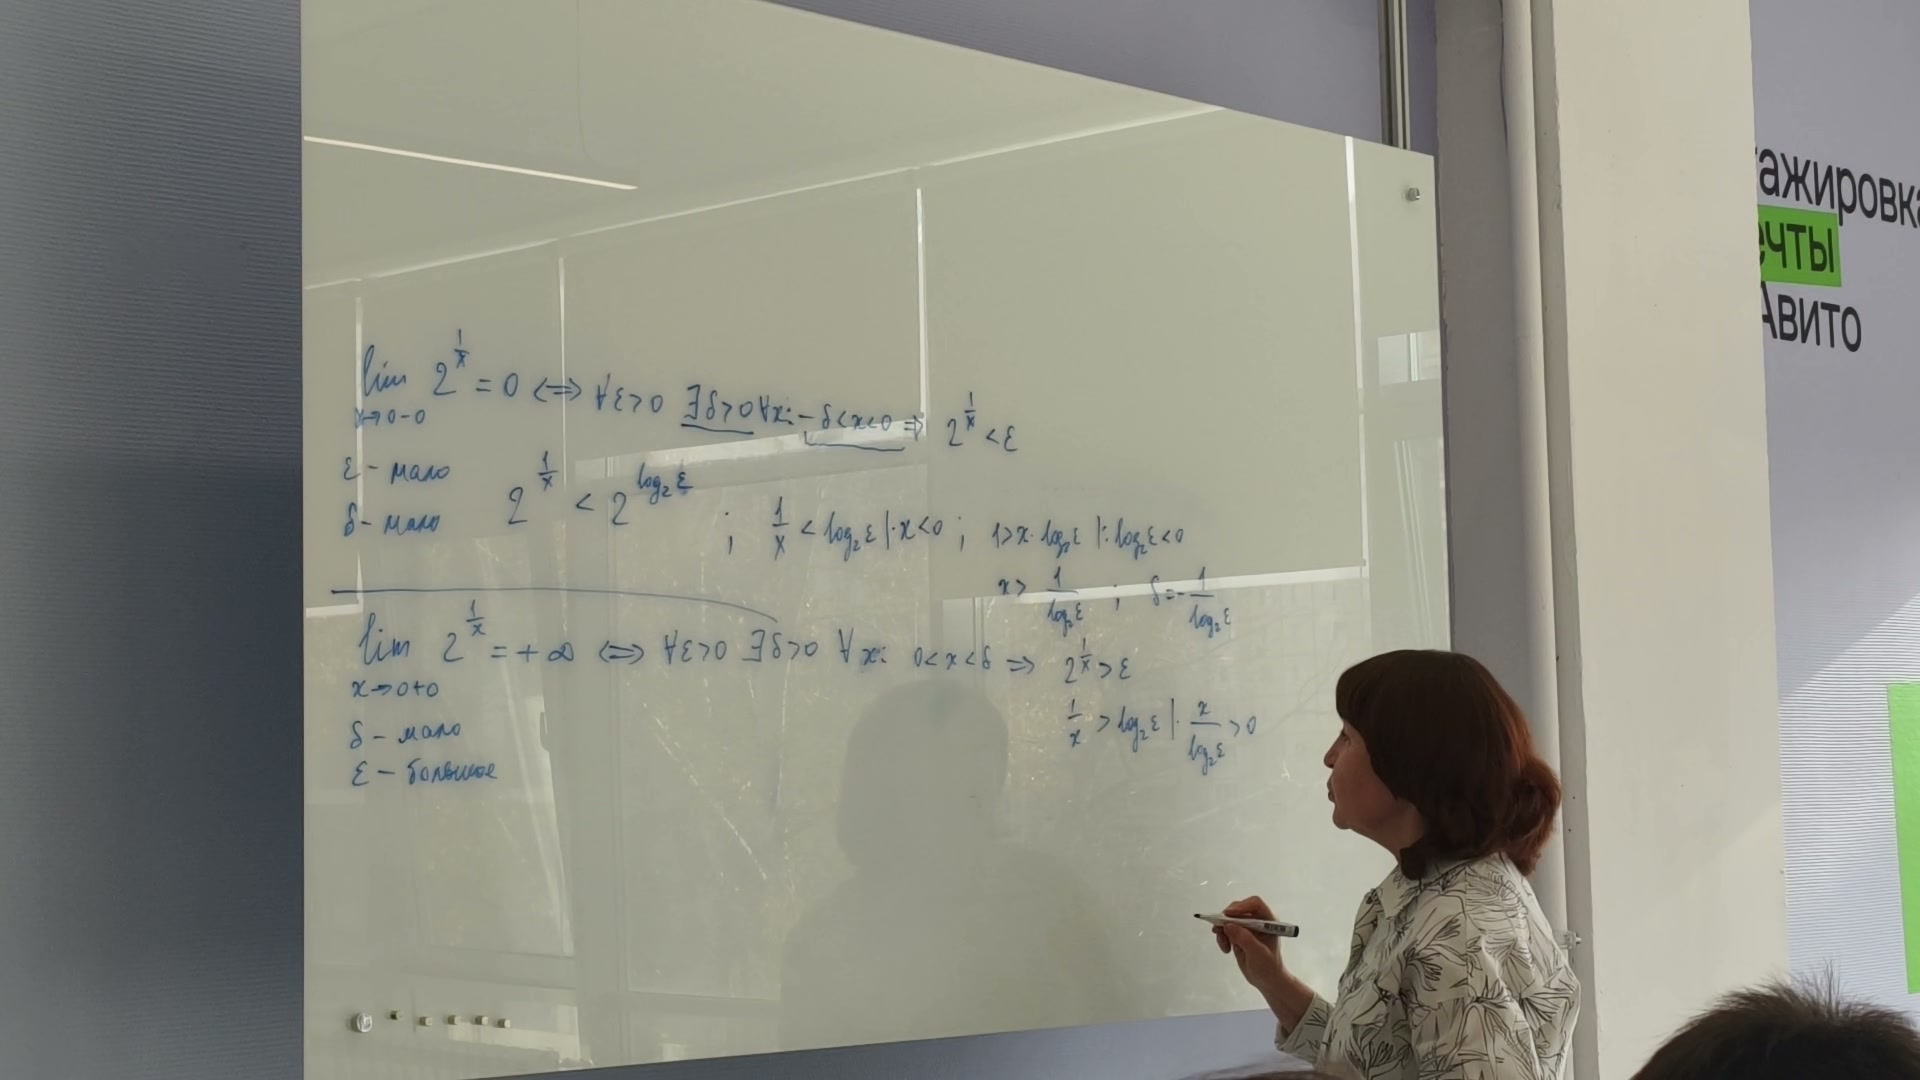 lim 2^{1/x} = 0 ⟺ ∀ε>0 ∃δ>0 ∀x: -δ<x<0 ⇒ 2^{1/x} < ε
x→0-0
ε - мало
2^{1/x} < 2^{log₂ε} ; 1/x < log₂ε |·x<0 ; 1>x·log₂ε |: log₂ε<0
δ - мало
x> 1/log₂ε ; δ=-1/log₂ε
lim 2^{1/x} = +∞ ⟺ ∀ε>0 ∃δ>0 ∀x: 0<x<δ ⇒ 2^{1/x}>ε
x→0+0
1/x > log₂ε |· x/log₂ε >0
δ - мало
ε - большое
ажировка
ечты
Авито